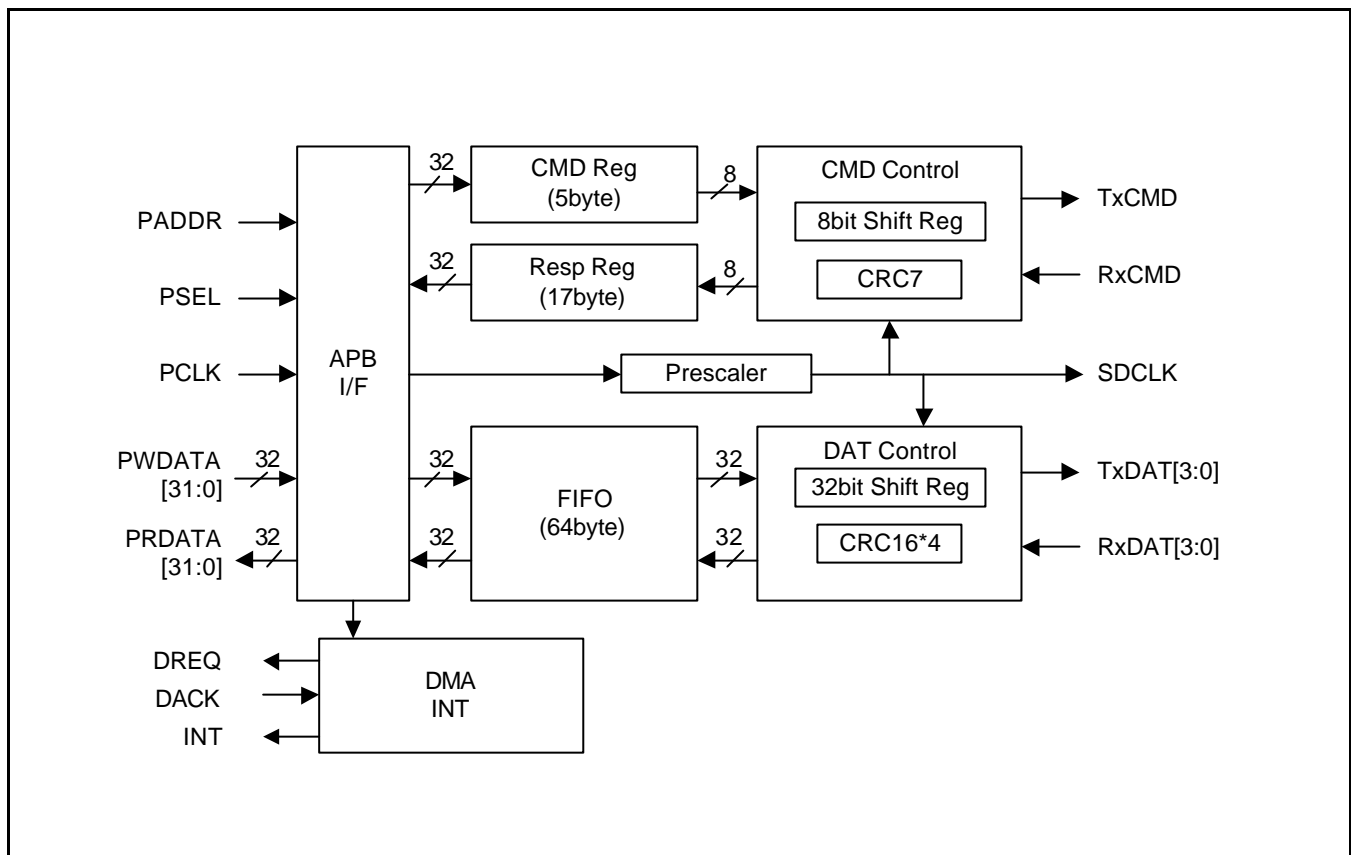 PADDR
PSEL
PCLK
PWDATA
[31:0]
32
PRDATA
[31:0]
32
APB
I/F
32
CMD Reg
(5byte)
8
CMD Control
8bit Shift Reg
CRC7
TxCMD
RxCMD
32
Resp Reg
(17byte)
8
Prescaler
SDCLK
32
32
FIFO
(64byte)
32
32
DAT Control
32bit Shift Reg
CRC16*4
TxDAT[3:0]
RxDAT[3:0]
DREQ
DACK
INT
DMA
INT